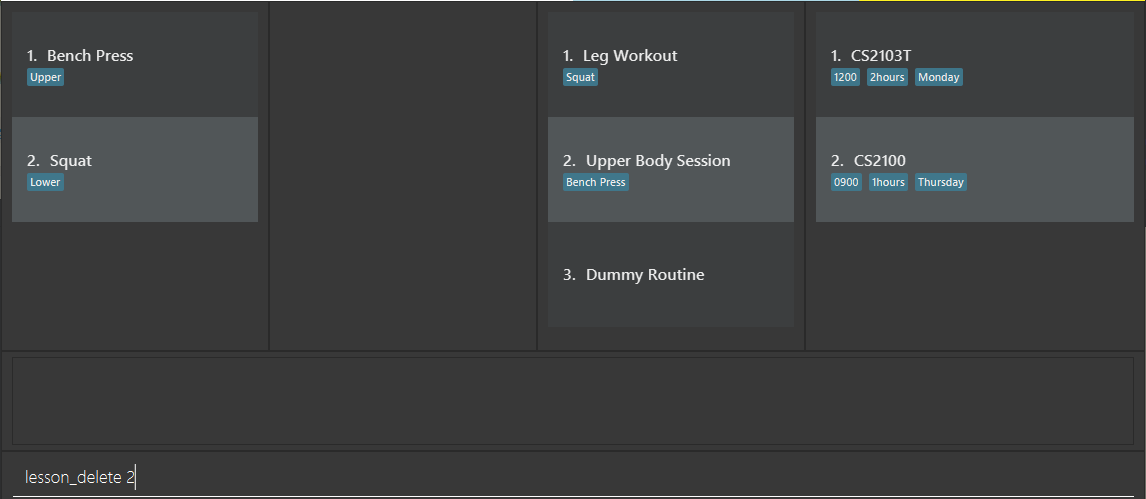 1. Bench Press
Upper
2. Squat
Lower
1. Leg Workout
Squat
2. Upper Body Session
Bench Press
3. Dummy Routine
1. CS2103T
1200 2hours Monday
2. CS2100
0900 1hours Thursday
lesson_delete 2